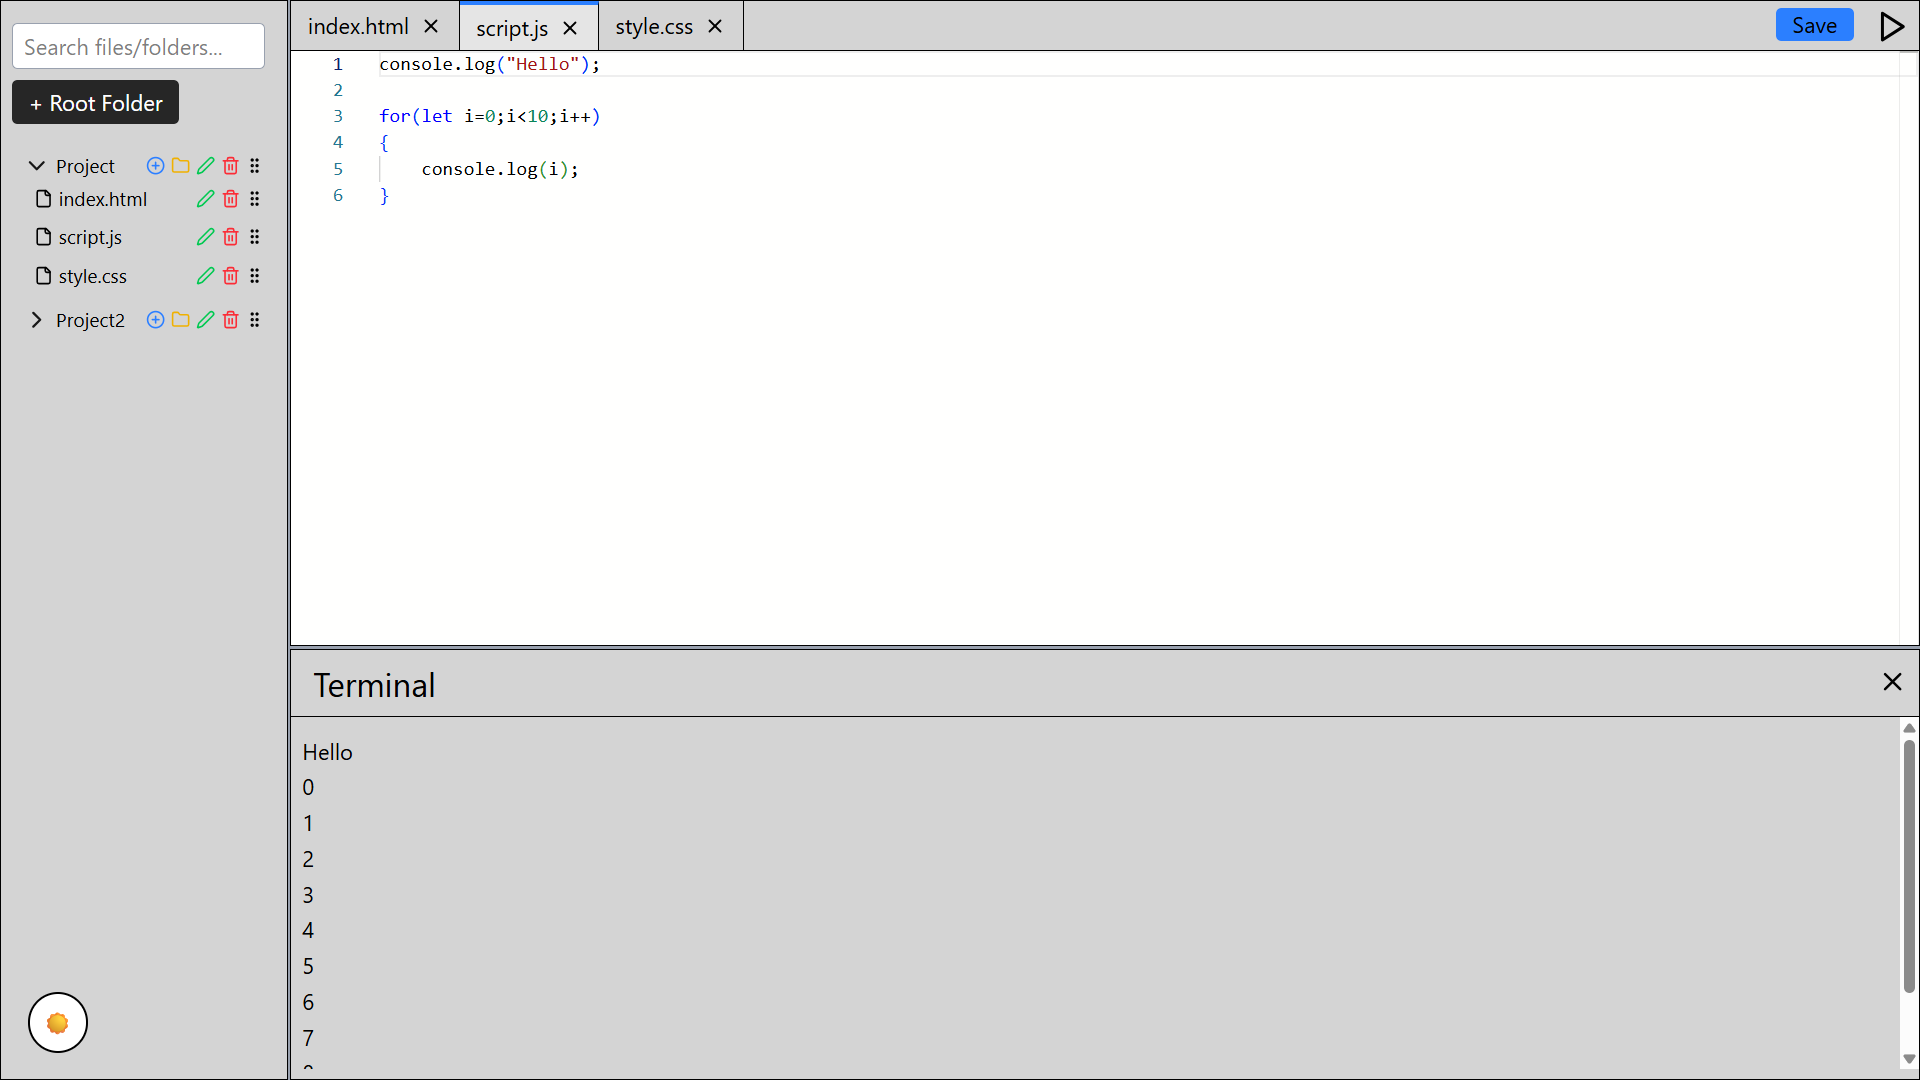 Search files/folders...
+ Root Folder
Project
index.html
script.js
style.css
Project2
index.html
script.js
style.css
Save
1 console.log("Hello");
2
3 for(let i=0;i<10;i++)
4 {
5 console.log(i);
6 }
Terminal
Hello
0
1
2
3
4
5
6
7